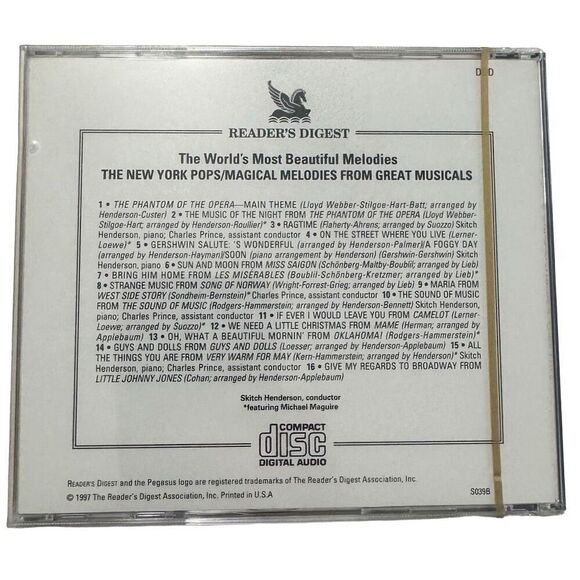 D D
READER'S DIGEST
The World's Most Beautiful Melodies
THE NEW YORK POPS/MAGICAL MELODIES FROM GREAT MUSICALS
1 • THE PHANTOM OF THE OPERA—MAIN THEME (Lloyd Webber-Stilgoe-Hart-Batt; arranged by
Henderson-Custer) 2 • THE MUSIC OF THE NIGHT FROM THE PHANTOM OF THE OPERA (Lloyd Webber-
Stilgoe-Hart; arranged by Henderson-Roullier)* 3 • RAGTIME (Flaherty-Ahrens; arranged by Suozzo) Skitch
Henderson, piano; Charles Prince, assistant conductor 4 • ON THE STREET WHERE YOU LIVE (Lerner-
Loewe)* 5 • GERSHWIN SALUTE: 'S WONDERFUL (arranged by Henderson-Palmer)/A FOGGY DAY
(arranged by Henderson-Hayman)/SOON (piano arrangement by Henderson) (Gershwin-Gershwin) Skitch
Henderson, piano 6 • SUN AND MOON FROM MISS SAIGON (Schönberg-Maltby-Boublil; arranged by Lieb)
7 • BRING HIM HOME FROM LES MISERABLES (Boublil-Schönberg-Kretzmer; arranged by Lieb)*
8 • STRANGE MUSIC FROM SONG OF NORWAY (Wright-Forrest-Grieg; arranged by Lieb) 9 • MARIA FROM
WEST SIDE STORY (Sondheim-Bernstein)* Charles Prince, assistant conductor 10 • THE SOUND OF MUSIC
FROM THE SOUND OF MUSIC (Rodgers-Hammerstein; arranged by Henderson-Bennett) Skitch Henderson,
piano; Charles Prince, assistant conductor 11 • IF EVER I WOULD LEAVE YOU FROM CAMELOT (Lerner-
Loewe; arranged by Suozzo)* 12 • WE NEED A LITTLE CHRISTMAS FROM MAME (Herman; arranged by
Applebaum) 13 • OH, WHAT A BEAUTIFUL MORNIN' FROM OKLAHOMA! (Rodgers-Hammerstein)*
14 • GUYS AND DOLLS FROM GUYS AND DOLLS (Loesser; arranged by Henderson-Applebaum) 15 • ALL
THE THINGS YOU ARE FROM VERY WARM FOR MAY (Kern-Hammerstein; arranged by Henderson)* Skitch
Henderson, piano; Charles Prince, assistant conductor 16 • GIVE MY REGARDS TO BROADWAY FROM
LITTLE JOHNNY JONES (Cohan; arranged by Henderson-Applebaum)
Skitch Henderson, conductor
*featuring Michael Maguire
COMPACT
disc
DIGITAL AUDIO
READER'S DIGEST and the Pegasus logo are registered trademarks of The Reader's Digest Association, Inc.
© 1997 The Reader's Digest Association, Inc. Printed in U.S.A
S039B